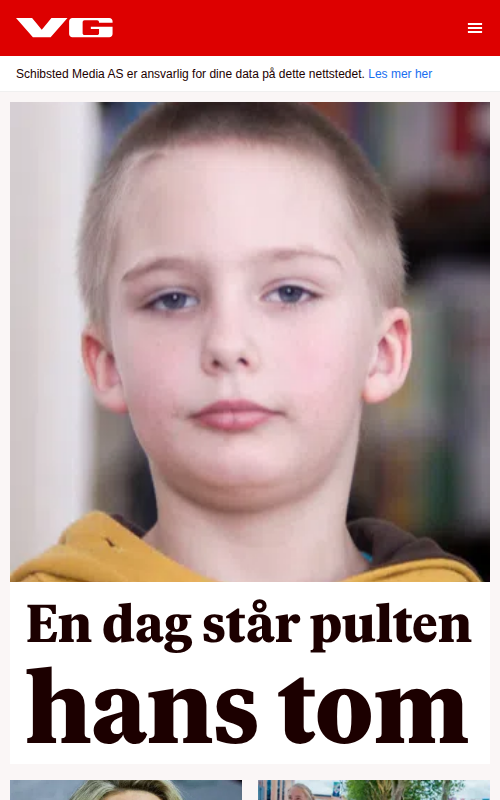 VG
Schibsted Media AS er ansvarlig for dine data på dette nettstedet. Les mer her
En dag står pulten
hans tom